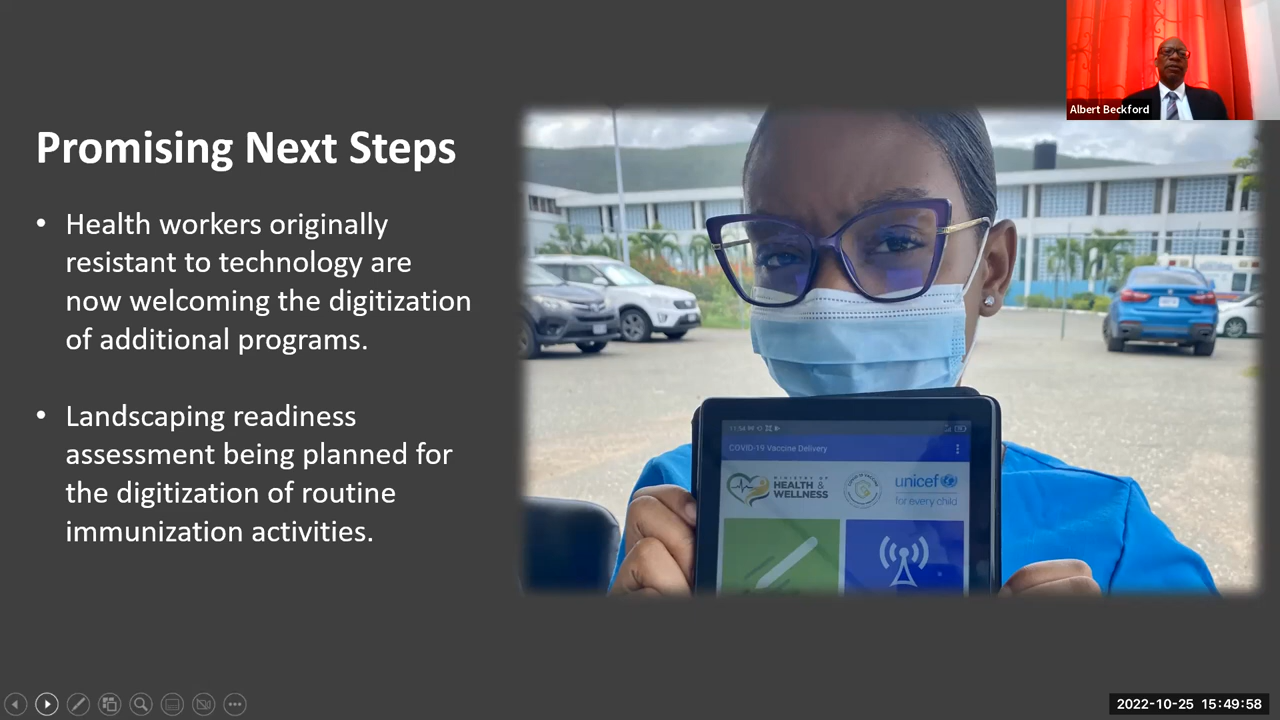 Albert Beckford
Promising Next Steps
• Health workers originally
resistant to technology are
now welcoming the digitization
of additional programs.
• Landscaping readiness
assessment being planned for
the digitization of routine
immunization activities.
COVID-19 Vaccine Delivery
MINISTRY OF
HEALTH &
WELLNESS
unicef
for every child
2022-10-25 15:49:58